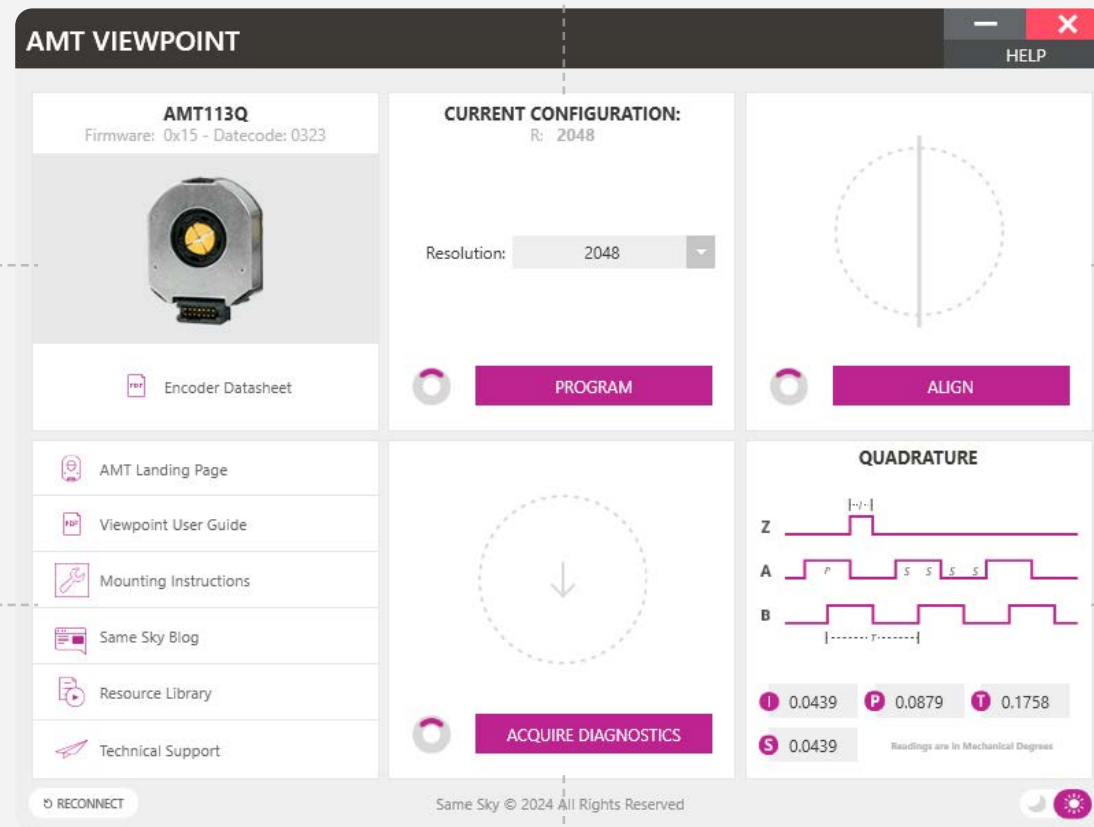 AMT VIEWPOINT
HELP
AMT113Q
Firmware: 0x15 - Datecode: 0323
PDF
Encoder Datasheet
CURRENT CONFIGURATION:
R: 2048
Resolution: 2048
PROGRAM
ALIGN
AMT Landing Page
PDF
Viewpoint User Guide
Mounting Instructions
Same Sky Blog
Resource Library
Technical Support
ACQUIRE DIAGNOSTICS
QUADRATURE
I
Z
A P S S S S
B
T
I 0.0439 P 0.0879 T 0.1758
S 0.0439 Readings are in Mechanical Degrees
RECONNECT
Same Sky © 2024 All Rights Reserved